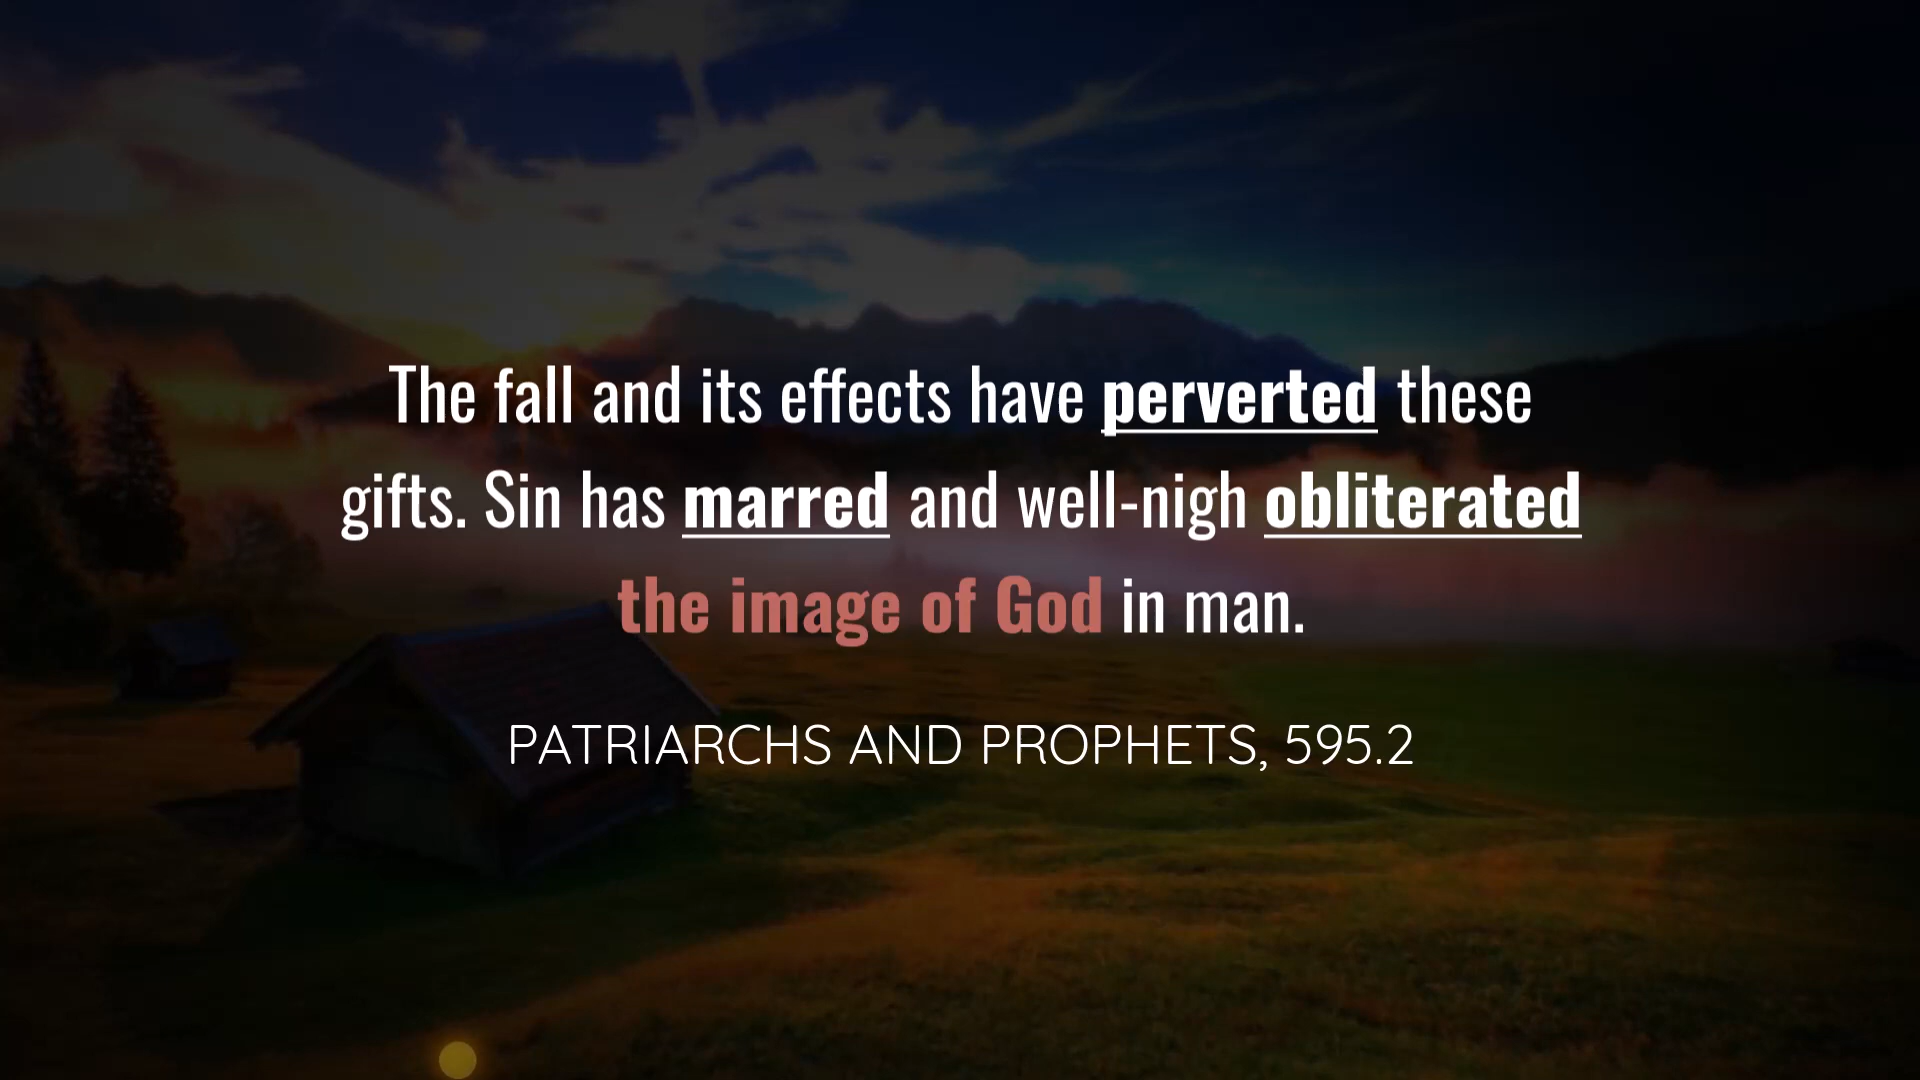 The fall and its effects have perverted these
gifts. Sin has marred and well-nigh obliterated
the image of God in man.
PATRIARCHS AND PROPHETS, 595.2